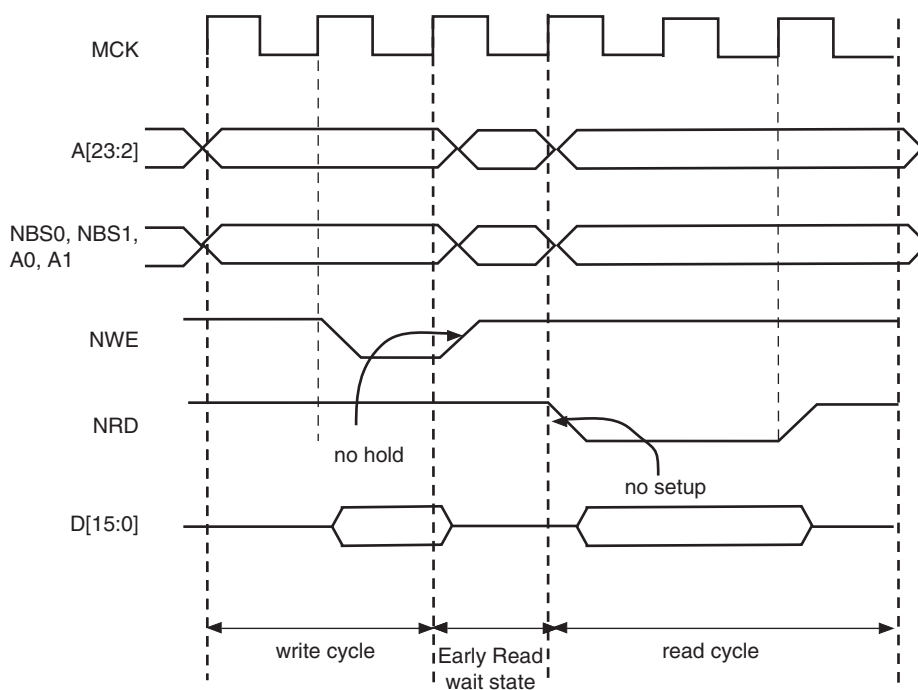 MCK
A[23:2]
NBS0, NBS1,
A0, A1
NWE
NRD
no hold
no setup
D[15:0]
write cycle
Early Read
wait state
read cycle